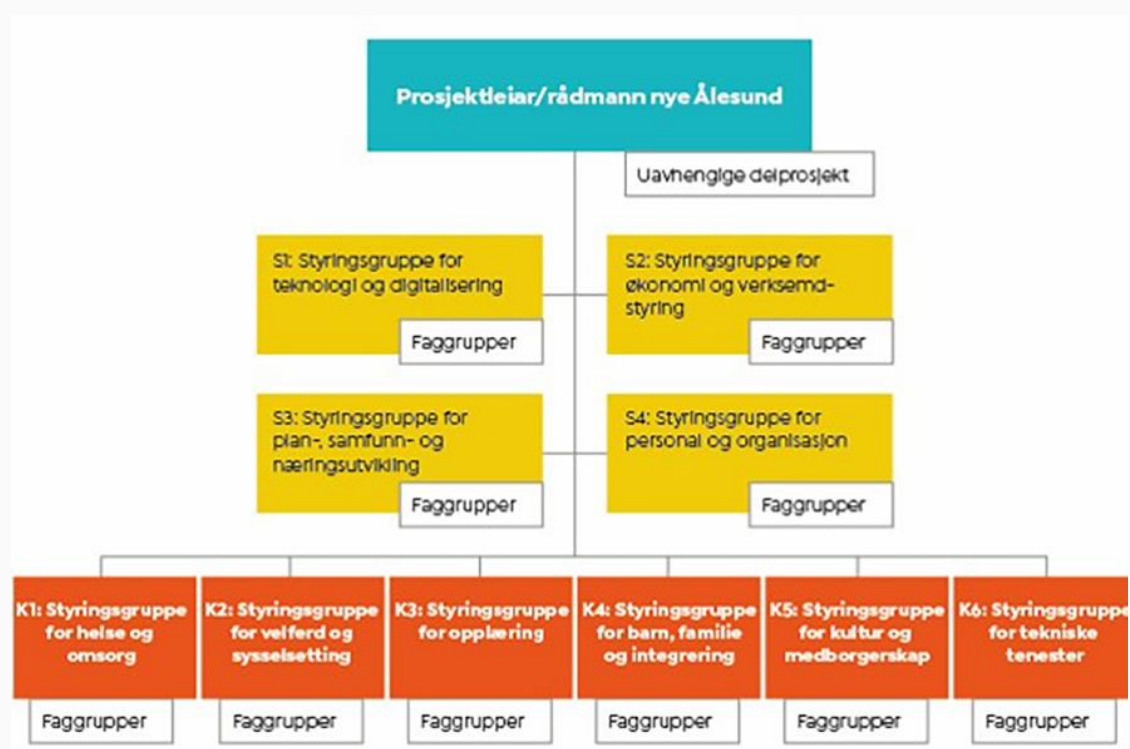 Prosjektleiar/rådmann nye Ålesund
Uavhengige delprosjekt
S1: Styringsgruppe for
teknologi og digitalisering
Faggrupper
S2: Styringsgruppe for
økonomi og verksemd-
styring
Faggrupper
S3: Styringsgruppe for
plan-, samfunn- og
næringsutvikling
Faggrupper
S4: Styringsgruppe for
personal og organisasjon
Faggrupper
K1: Styringsgruppe
for helse og
omsorg
Faggrupper
K2: Styringsgruppe
for velferd og
sysselsetting
Faggrupper
K3: Styringsgruppe
for opplæring
Faggrupper
K4: Styringsgruppe
for barn, familie
og integrering
Faggrupper
K5: Styringsgruppe
for kultur og
medborgerskap
Faggrupper
K6: Styringsgruppe
for tekniske
tenester
Faggrupper